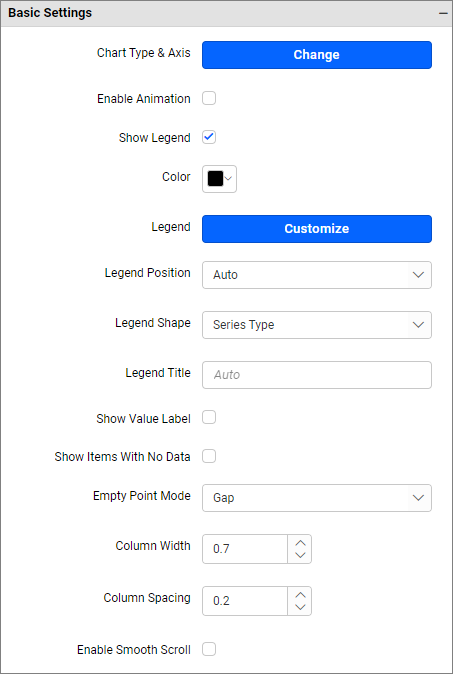 Basic Settings
Chart Type & Axis Change
Enable Animation
Show Legend
Color
Legend Customize
Legend Position Auto
Legend Shape Series Type
Legend Title Auto
Show Value Label
Show Items With No Data
Empty Point Mode Gap
Column Width 0.7
Column Spacing 0.2
Enable Smooth Scroll